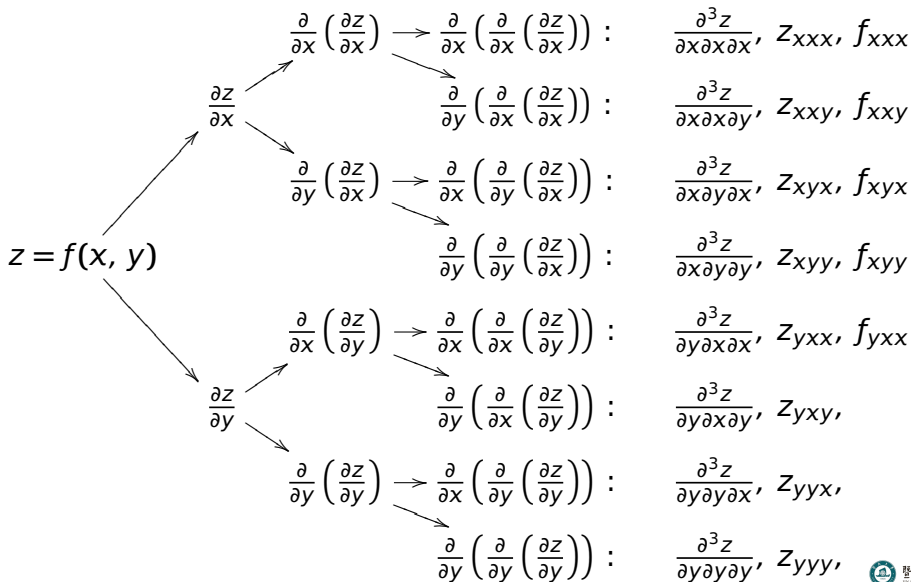 ∂/∂x (∂z/∂x) → ∂/∂x (∂/∂x (∂z/∂x)) : ∂³z/∂x∂x∂x, z_xxx, f_xxx
∂z/∂x ∂/∂y (∂/∂x (∂z/∂x)) : ∂³z/∂x∂x∂y, z_xxy, f_xxy
∂/∂y (∂z/∂x) → ∂/∂x (∂/∂y (∂z/∂x)) : ∂³z/∂x∂y∂x, z_xyx, f_xyx
z = f(x, y) ∂/∂y (∂/∂y (∂z/∂x)) : ∂³z/∂x∂y∂y, z_xyy, f_xyy
∂/∂x (∂z/∂y) → ∂/∂x (∂/∂x (∂z/∂y)) : ∂³z/∂y∂x∂x, z_yxx, f_yxx
∂z/∂y ∂/∂y (∂/∂x (∂z/∂y)) : ∂³z/∂y∂x∂y, z_yxy,
∂/∂y (∂z/∂y) → ∂/∂x (∂/∂y (∂z/∂y)) : ∂³z/∂y∂y∂x, z_yyx,
∂/∂y (∂/∂y (∂z/∂y)) : ∂³z/∂y∂y∂y, z_yyy,